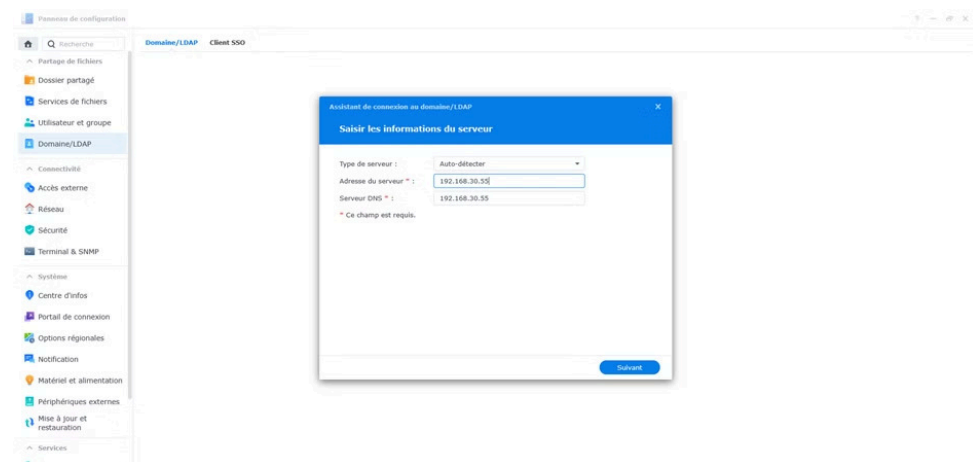 Panneau de configuration
Recherche
Domaine/LDAP Client SSO
Partage de fichiers
Dossier partagé
Services de fichiers
Utilisateur et groupe
Domaine/LDAP
Connectivité
Accès externe
Réseau
Sécurité
Terminal & SNMP
Système
Centre d'infos
Portail de connexion
Options régionales
Notification
Matériel et alimentation
Périphériques externes
Mise à jour et
restauration
Services
Assistant de connexion au domaine/LDAP
Saisir les informations du serveur
Type de serveur : Auto-détecter
Adresse du serveur * : 192.168.30.55
Serveur DNS * : 192.168.30.55
* Ce champ est requis.
Suivant